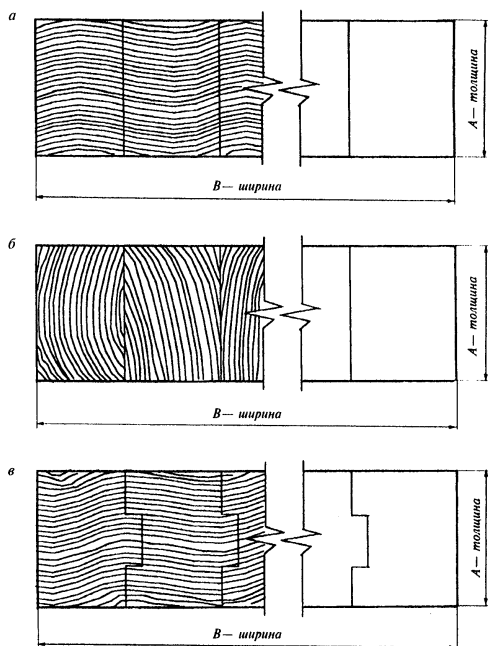 а
А — толщина
В — ширина
б
А — толщина
В — ширина
в
А — толщина
В — ширина